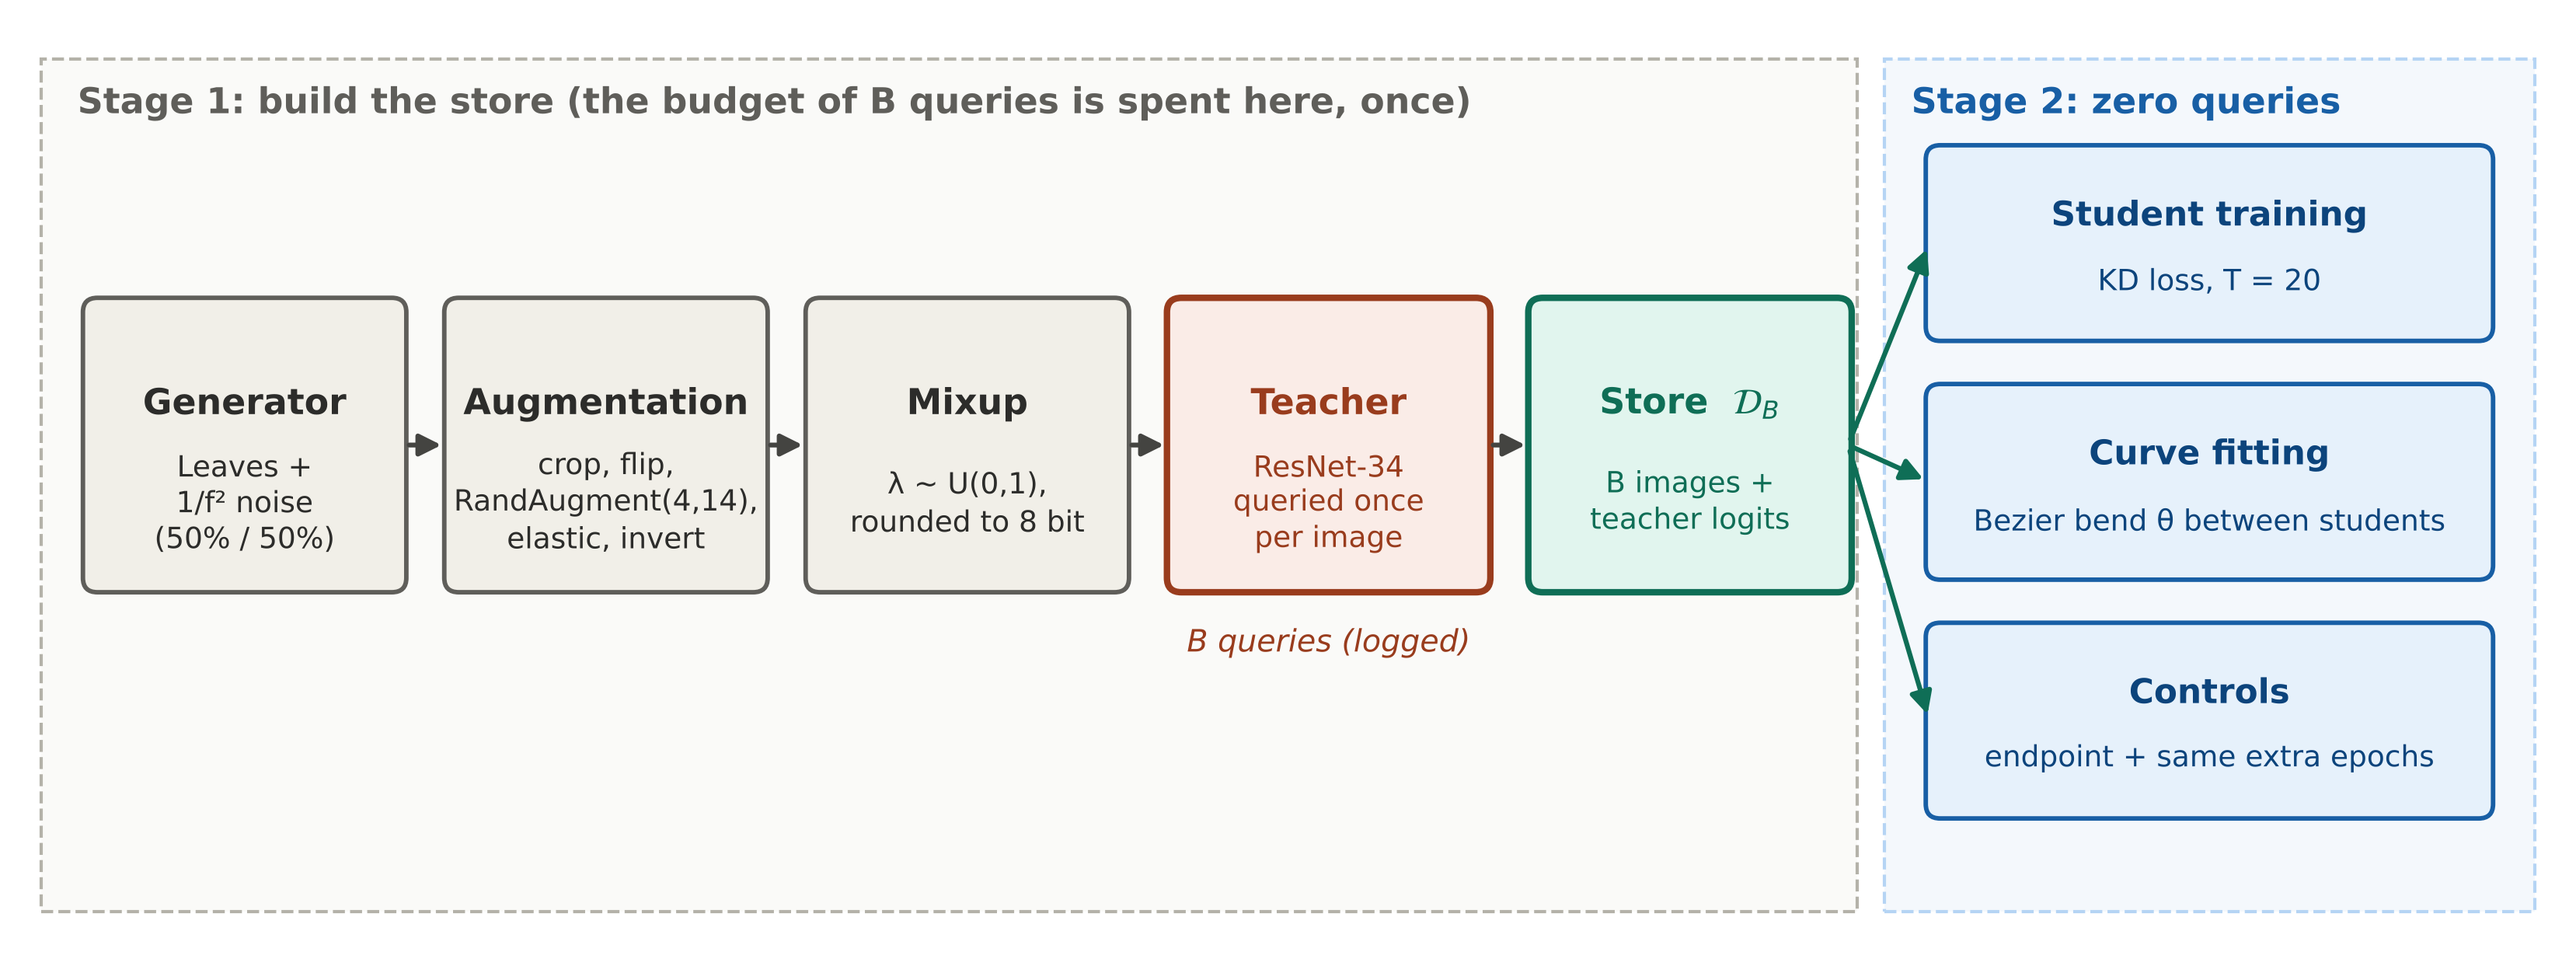 Stage 1: build the store (the budget of B queries is spent here, once)
Generator
Leaves +
1/f² noise
(50% / 50%)
Augmentation
crop, flip,
RandAugment(4,14),
elastic, invert
Mixup
λ ~ U(0,1),
rounded to 8 bit
Teacher
ResNet-34
queried once
per image
B queries (logged)
Store 𝒟_B
B images +
teacher logits
Stage 2: zero queries
Student training
KD loss, T = 20
Curve fitting
Bezier bend θ between students
Controls
endpoint + same extra epochs